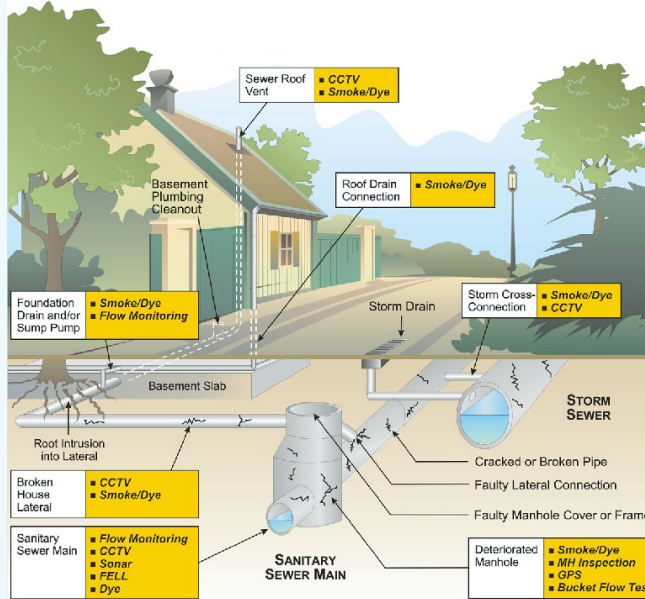 Sewer Roof
Vent
▪ CCTV
▪ Smoke/Dye
Basement
Plumbing
Cleanout
Roof Drain
Connection
▪ Smoke/Dye
Foundation
Drain and/or
Sump Pump
▪ Smoke/Dye
▪ Flow Monitoring
Storm Drain
Storm Cross-
Connection
▪ Smoke/Dye
▪ CCTV
Basement Slab
STORM
SEWER
Root Intrusion
into Lateral
Cracked or Broken Pipe
Broken
House
Lateral
▪ CCTV
▪ Smoke/Dye
Faulty Lateral Connection
Faulty Manhole Cover or Frame
Sanitary
Sewer Main
▪ Flow Monitoring
▪ CCTV
▪ Sonar
▪ FELL
▪ Dye
SANITARY
SEWER MAIN
Deteriorated
Manhole
▪ Smoke/Dye
▪ MH Inspection
▪ GPS
▪ Bucket Flow Tes